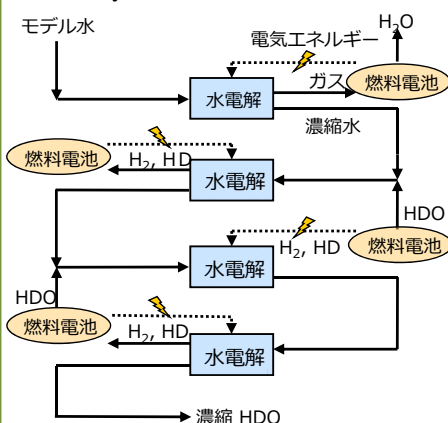 モデル水
H₂O
電気エネルギー
水電解
ガス
燃料電池
濃縮水
燃料電池
H₂, HD
水電解
HDO
水電解
H₂, HD
燃料電池
HDO
燃料電池
H₂, HD
水電解
濃縮 HDO